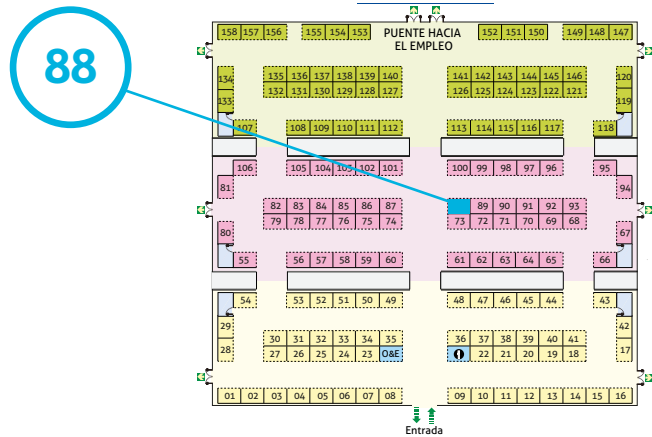 88
158 157 156 155 154 153 PUENTE HACIA EL EMPLEO 152 151 150 149 148 147
134 135 136 137 138 139 140 141 142 143 144 145 146 120
133 132 131 130 129 128 127 126 125 124 123 122 121 119
107 108 109 110 111 112 113 114 115 116 117 118
106 105 104 103 102 101 100 99 98 97 96 95
81 94
82 83 84 85 86 87 89 90 91 92 93
80 79 78 77 76 75 74 73 72 71 70 69 68 67
55 56 57 58 59 60 61 62 63 64 65 66
54 53 52 51 50 49 48 47 46 45 44 43
29 42
30 31 32 33 34 35 36 37 38 39 40 41
28 27 26 25 24 23 O&E 22 21 20 19 18 17
01 02 03 04 05 06 07 08 09 10 11 12 13 14 15 16
Entrada